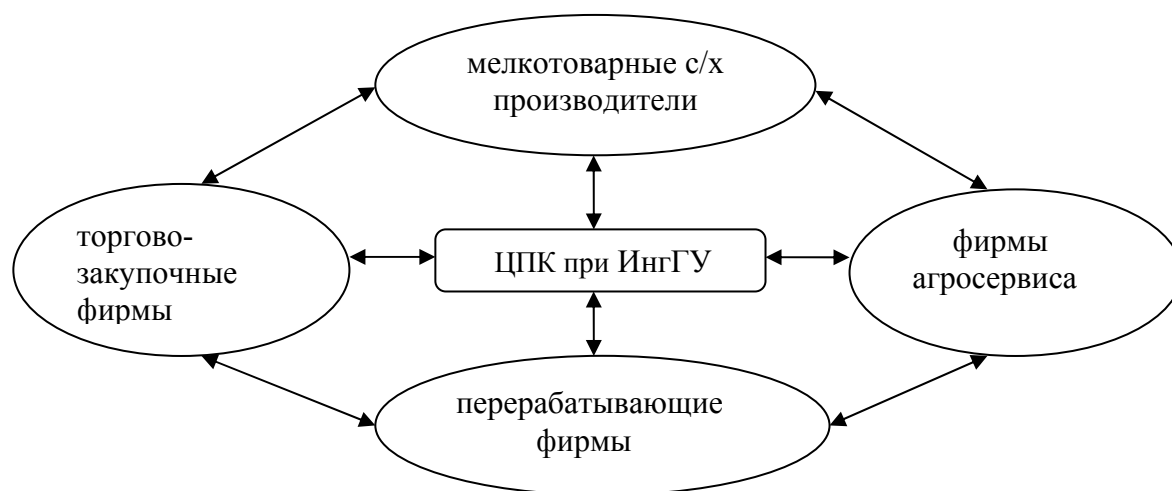 мелкотоварные с/х
производители
торгово-
закупочные
фирмы
ЦПК при ИнгГУ
фирмы
агросервиса
перерабатывающие
фирмы